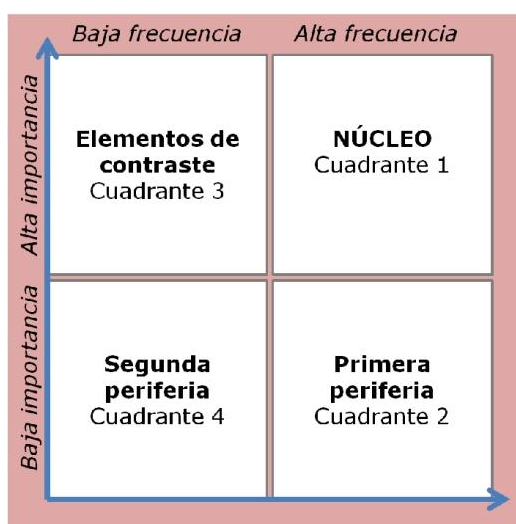 Baja frecuencia
Alta frecuencia
Alta importancia
Elementos de
contraste
Cuadrante 3
NÚCLEO
Cuadrante 1
Baja importancia
Segunda
periferia
Cuadrante 4
Primera
periferia
Cuadrante 2